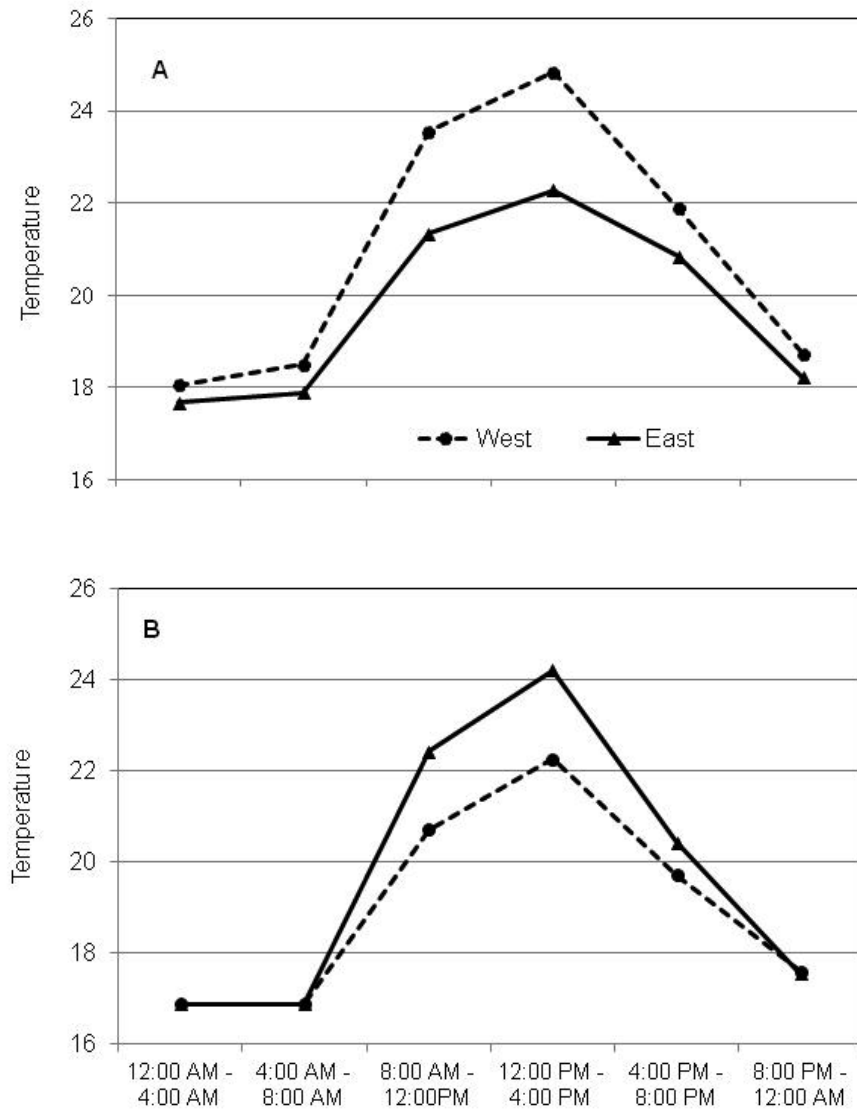 26
A
24
22
Temperature
20
18
West East
16
26
B
24
22
Temperature
20
18
16
12:00 AM - 4:00 AM - 8:00 AM - 12:00 PM - 4:00 PM - 8:00 PM -
4:00 AM 8:00 AM 12:00PM 4:00 PM 8:00 PM 12:00 AM